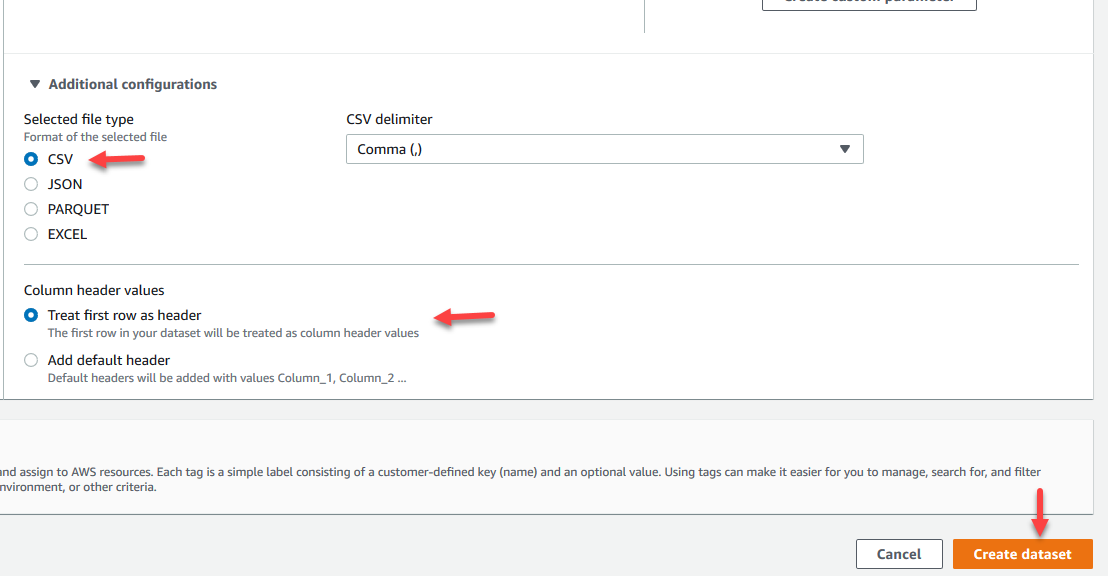 Create custom parameter
Additional configurations
Selected file type
Format of the selected file
CSV
JSON
PARQUET
EXCEL
CSV delimiter
Comma (,)
Column header values
Treat first row as header
The first row in your dataset will be treated as column header values
Add default header
Default headers will be added with values Column_1, Column_2 ...
and assign to AWS resources. Each tag is a simple label consisting of a customer-defined key (name) and an optional value. Using tags can make it easier for you to manage, search for, and filter
nvironment, or other criteria.
Cancel
Create dataset